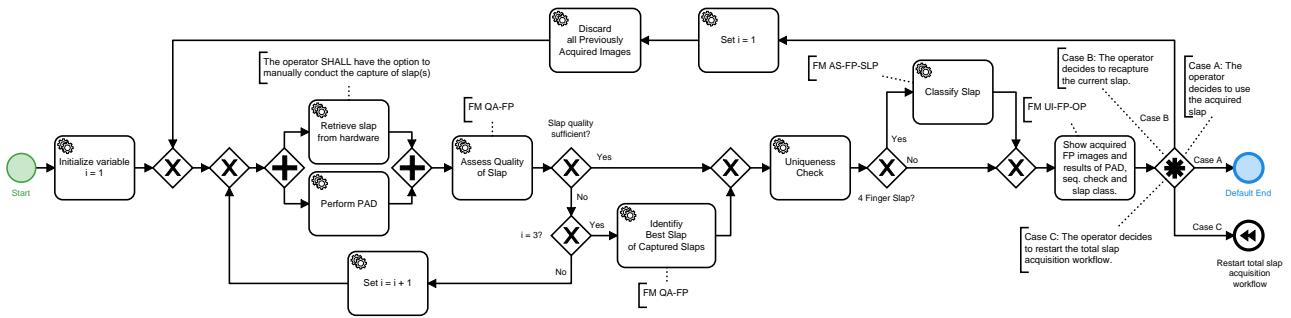 Discard
all Previously
Acquired Images
Set i = 1
The operator SHALL have the option to
manually conduct the capture of slap(s)
FM AS-FP-SLP
Classify Slap
Case B: The operator
decides to recapture
the current slap.
Case A: The
operator
decides to use
the acquired
slap
FM QA-FP
Slap quality
sufficient?
FM UI-FP-OP
Case B
Retrieve slap
from hardware
Start
Initialize variable
i = 1
Perform PAD
Assess Quality
of Slap
Yes
No
Uniqueness
Check
Yes
No
4 Finger Slap?
Show acquired
FP images and
results of PAD,
seq. check and
slap class.
Case A
Default End
i = 3?
Yes
No
Identifiy
Best Slap
of Captured Slaps
Case C: The operator decides
to restart the total slap
acquisition workflow.
Case C
Restart total slap
acquisition
workflow
Set i = i + 1
FM QA-FP